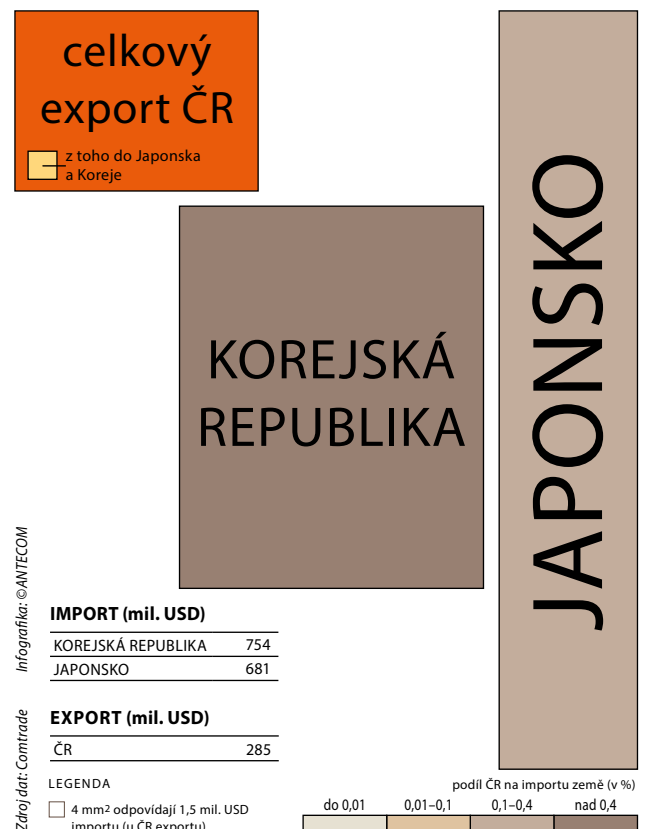 celkový
export ČR
z toho do Japonska
a Koreje
JAPONSKO
KOREJSKÁ
REPUBLIKA
Infografika: ©ANTECOM
IMPORT (mil. USD)
KOREJSKÁ REPUBLIKA 754
JAPONSKO 681
EXPORT (mil. USD)
ČR 285
Zdroj dat: Comtrade
LEGENDA
4 mm2 odpovídají 1,5 mil. USD
importu (u ČR exportu)
podíl ČR na importu země (v %)
do 0,01 0,01–0,1 0,1–0,4 nad 0,4